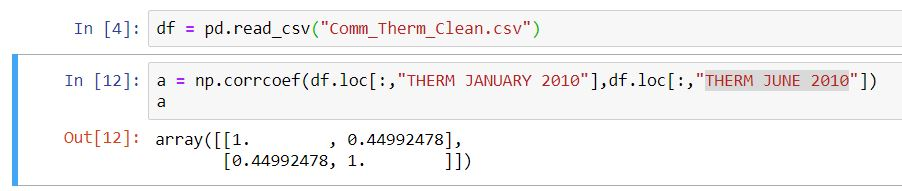 In [4]: df = pd.read_csv("Comm_Therm_Clean.csv")
In [12]: a = np.corrcoef(df.loc[:,"THERM JANUARY 2010"],df.loc[:,"THERM JUNE 2010"])
a
Out[12]: array([[1.        , 0.44992478],
       [0.44992478, 1.        ]])